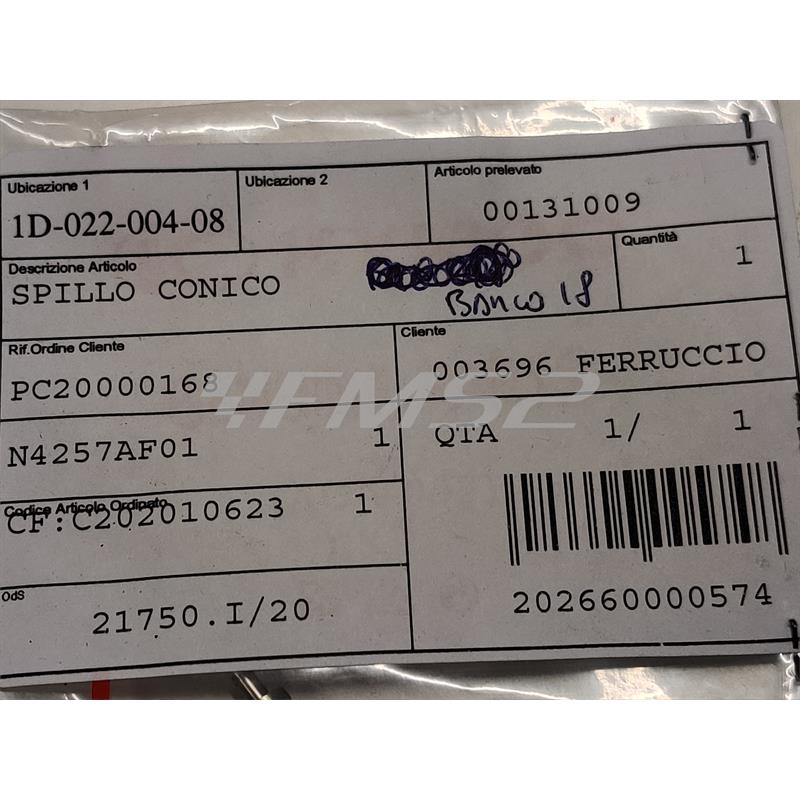 Ubicazione 1
1D-022-004-08
Ubicazione 2
Articolo prelevato
00131009
Descrizione Articolo
SPILLO CONICO
BANCO 18
Quantità
1
Rif.Ordine Cliente
PC20000168
Cliente
003696 FERRUCCIO
N4257AF01 1
QTA 1/ 1
Codice Articolo Ordinato
CF:C202010623 1
OdS
21750.I/20
202660000574
FMS2